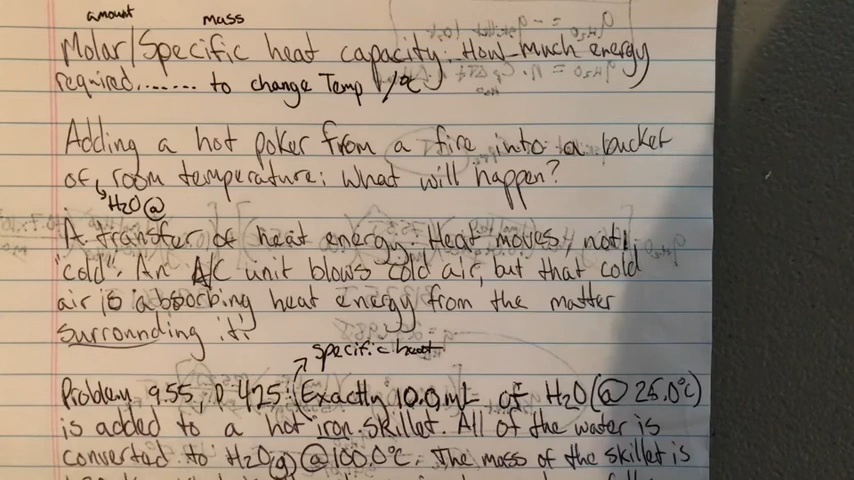 amount mass
Molar/Specific heat capacity: How much energy
required........ to change Temp 1/°C
Adding a hot poker from a fire into a bucket
of room temperature: What will happen?
H2O @
A transfer of heat energy. Heat moves, not
"cold". An A/C unit blows cold air, but that cold
air is absorbing heat energy from the matter
surronnding it!
specific heat
Problem 9.55, p 425: Exactly 10.0 mL of H2O (@ 25.0°C)
is added to a hot iron skillet. All of the water is
converted to H2O(g) @ 100.0°C. The mass of the skillet is